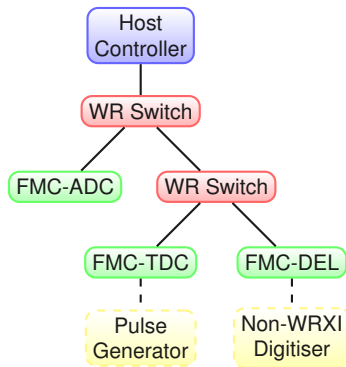 Host
Controller
WR Switch
FMC-ADC
WR Switch
FMC-TDC
FMC-DEL
Pulse
Generator
Non-WRXI
Digitiser